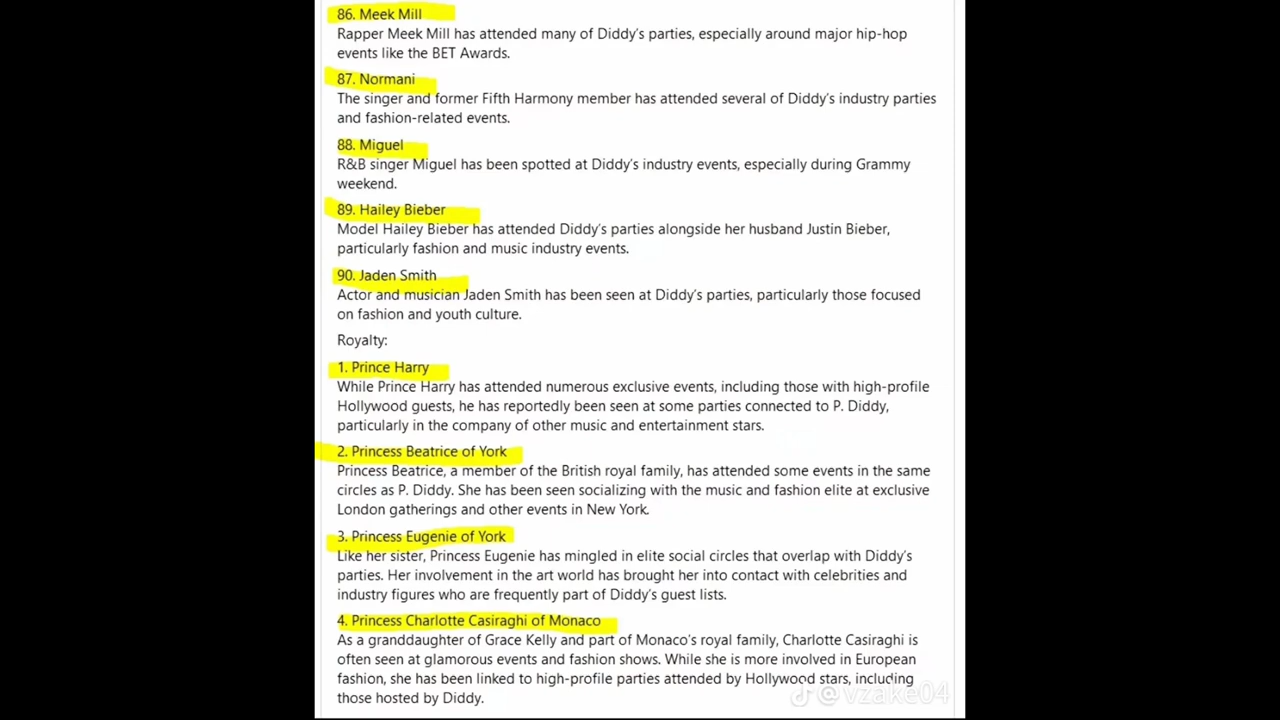 86. Meek Mill
Rapper Meek Mill has attended many of Diddy's parties, especially around major hip-hop
events like the BET Awards.
87. Normani
The singer and former Fifth Harmony member has attended several of Diddy's industry parties
and fashion-related events.
88. Miguel
R&B singer Miguel has been spotted at Diddy's industry events, especially during Grammy
weekend.
89. Hailey Bieber
Model Hailey Bieber has attended Diddy's parties alongside her husband Justin Bieber,
particularly fashion and music industry events.
90. Jaden Smith
Actor and musician Jaden Smith has been seen at Diddy's parties, particularly those focused
on fashion and youth culture.
Royalty:
1. Prince Harry
While Prince Harry has attended numerous exclusive events, including those with high-profile
Hollywood guests, he has reportedly been seen at some parties connected to P. Diddy,
particularly in the company of other music and entertainment stars.
2. Princess Beatrice of York
Princess Beatrice, a member of the British royal family, has attended some events in the same
circles as P. Diddy. She has been seen socializing with the music and fashion elite at exclusive
London gatherings and other events in New York.
3. Princess Eugenie of York
Like her sister, Princess Eugenie has mingled in elite social circles that overlap with Diddy's
parties. Her involvement in the art world has brought her into contact with celebrities and
industry figures who are frequently part of Diddy's guest lists.
4. Princess Charlotte Casiraghi of Monaco
As a granddaughter of Grace Kelly and part of Monaco's royal family, Charlotte Casiraghi is
often seen at glamorous events and fashion shows. While she is more involved in European
fashion, she has been linked to high-profile parties attended by Hollywood stars, including
those hosted by Diddy.
@vzake04